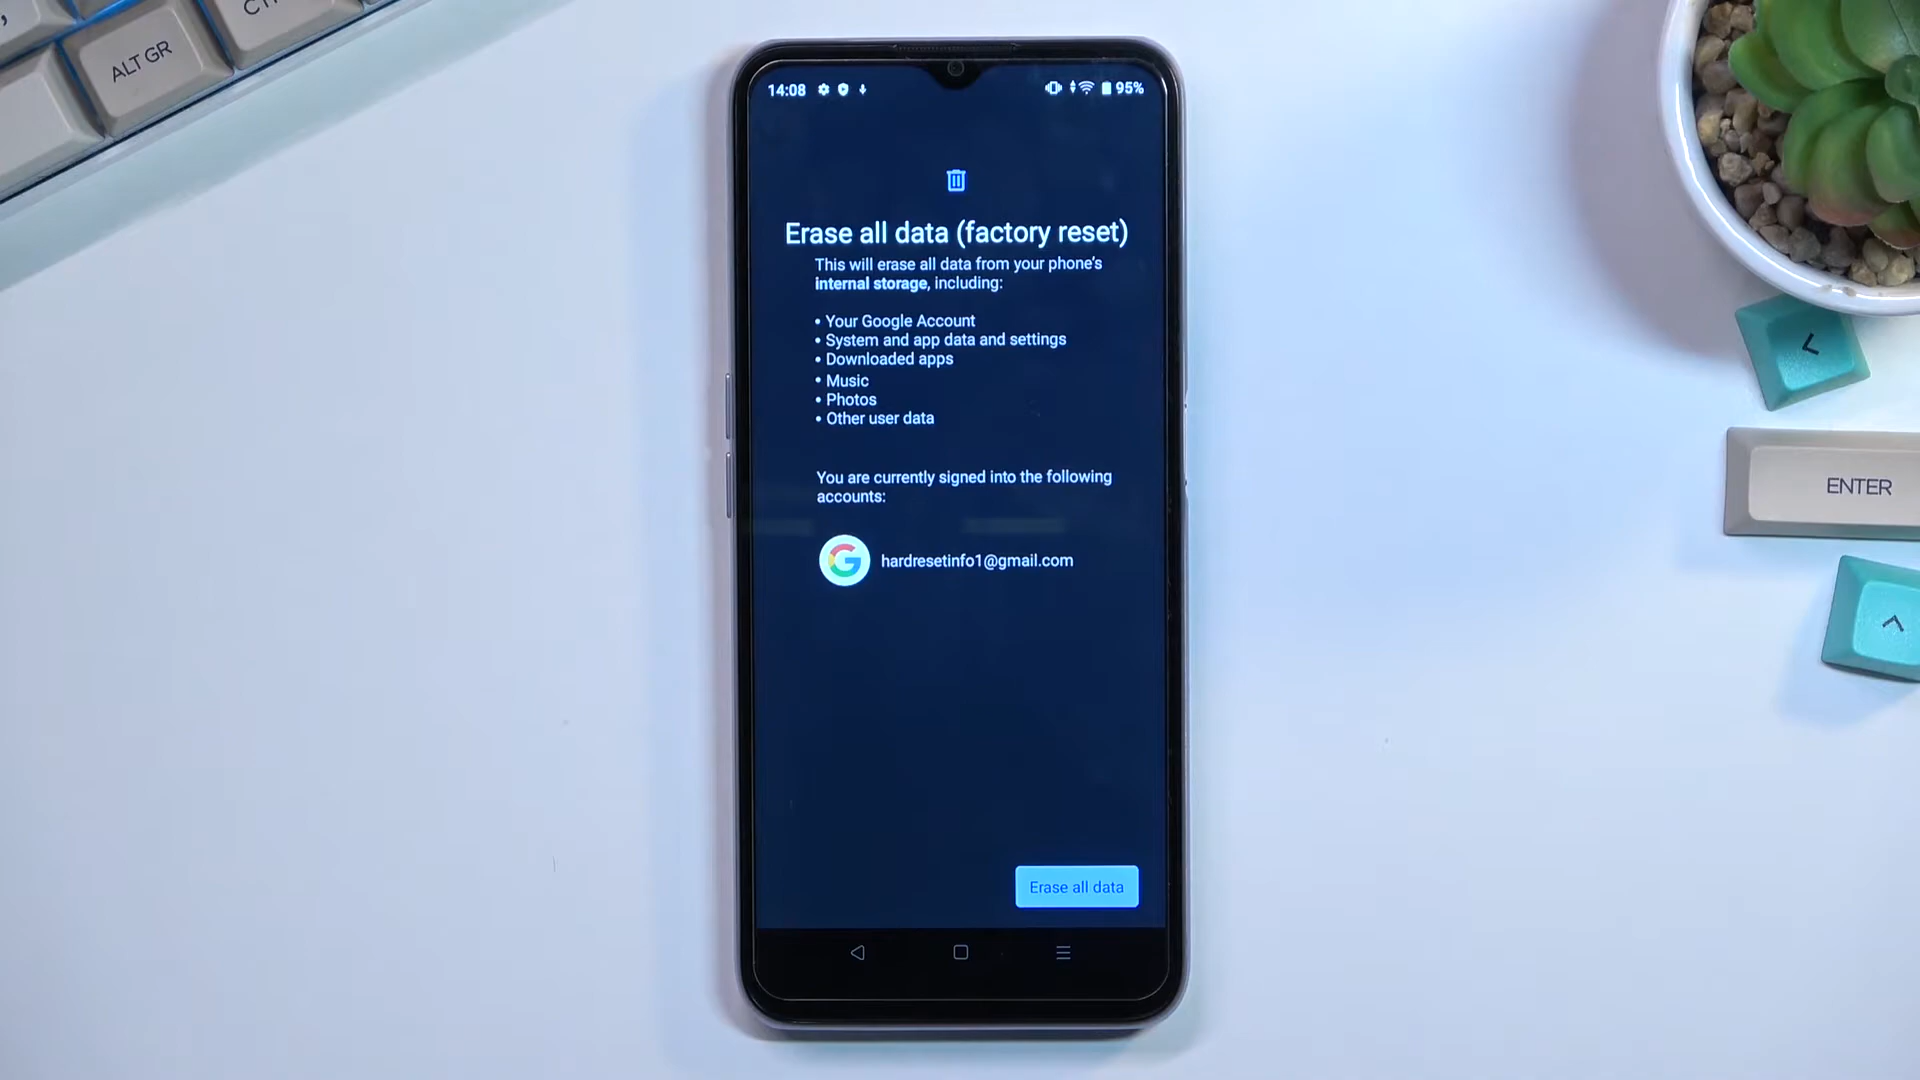 ALT GR
14:08
95%
Erase all data (factory reset)
This will erase all data from your phone's
internal storage, including:
• Your Google Account
• System and app data and settings
• Downloaded apps
• Music
• Photos
• Other user data
You are currently signed into the following
accounts:
hardresetinfo1@gmail.com
Erase all data
ENTER